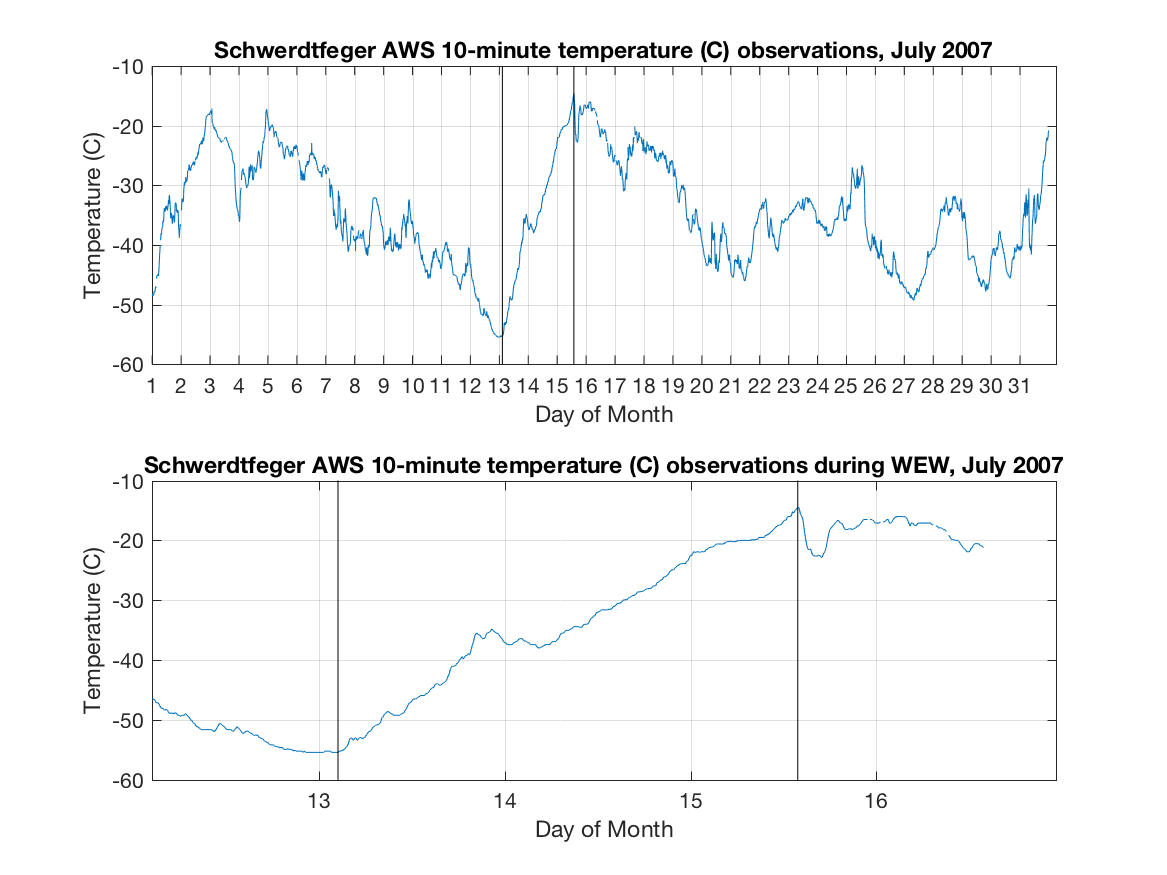 Schwerdtfeger AWS 10-minute temperature (C) observations, July 2007
-10
-20
-30
-40
-50
-60
Temperature (C)
1 2 3 4 5 6 7 8 9 10 11 12 13 14 15 16 17 18 19 20 21 22 23 24 25 26 27 28 29 30 31
Day of Month
Schwerdtfeger AWS 10-minute temperature (C) observations during WEW, July 2007
-10
-20
-30
-40
-50
-60
Temperature (C)
13 14 15 16
Day of Month